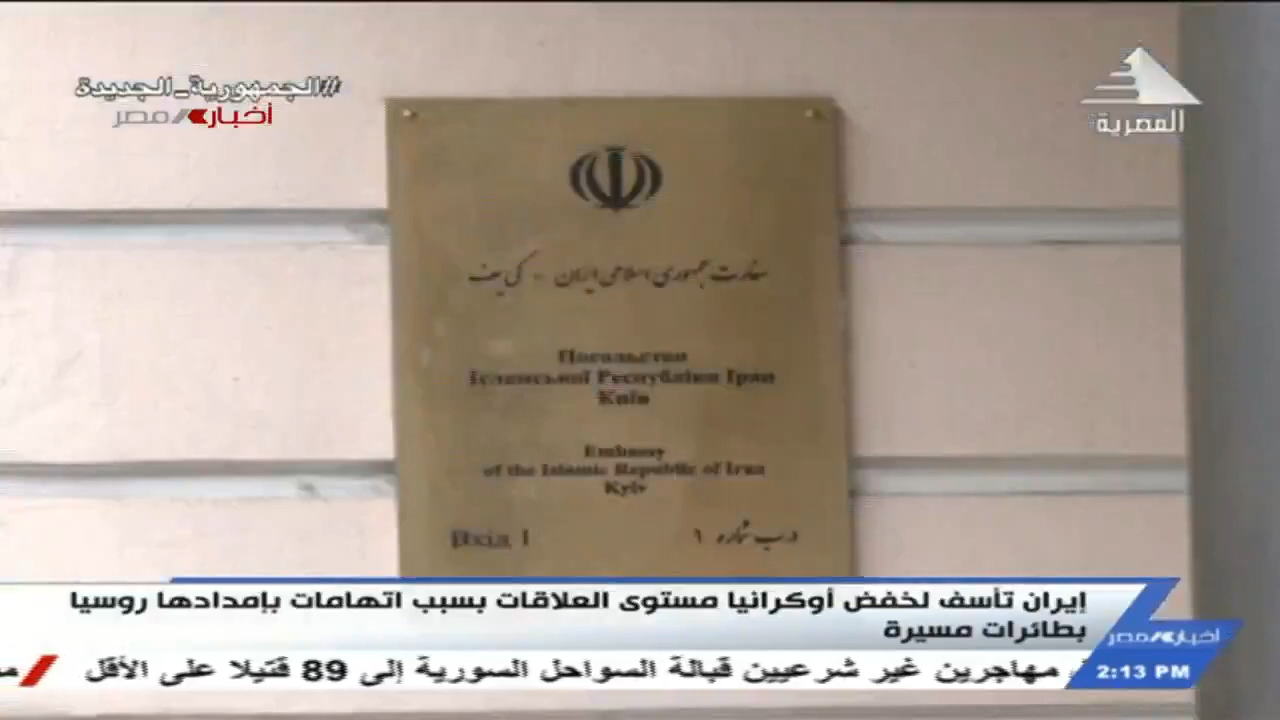 #الجمهورية_الجديدة
أخبار مصر
المصرية
سفارت جمهوری اسلامی ایران - کی یف
Посольство
Ісламської Республіки Іран
Київ
Embassy
of the Islamic Republic of Iran
Kyiv
Вхід 1
درب شماره ۱
إيران تأسف لخفض أوكرانيا مستوى العلاقات بسبب اتهامات بإمدادها روسيا
بطائرات مسيرة
أخبار مصر
مهاجرين غير شرعيين قبالة السواحل السورية إلى 89 قتيلا على الأقل
2:13 PM